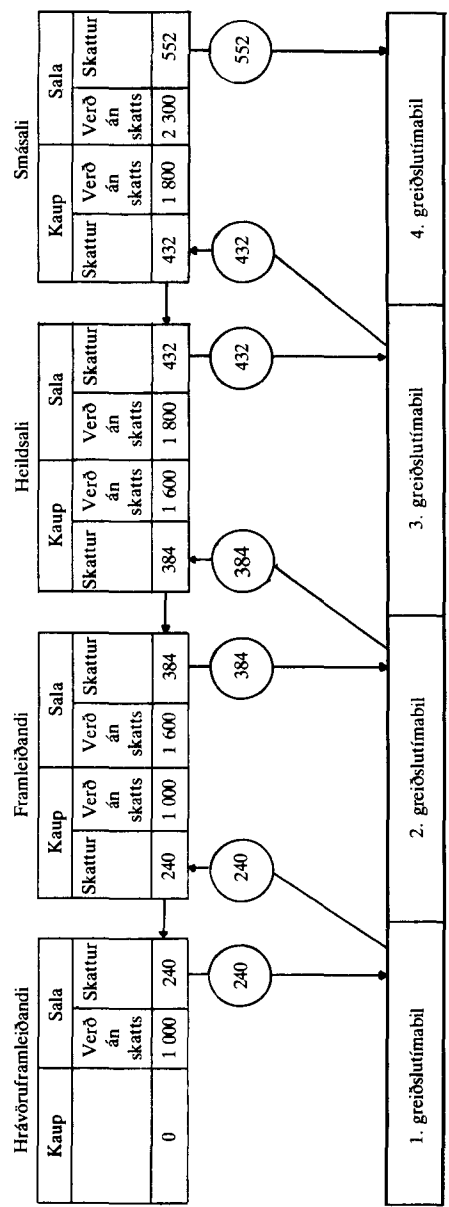 Hrávöruframleiðandi
Kaup
Sala
Verð
án
skatts
Skattur
0
1 000
240
240
Framleiðandi
Kaup
Sala
Skattur
Verð
án
skatts
Verð
án
skatts
Skattur
240
1 000
1 600
384
240
384
Heildsali
Kaup
Sala
Skattur
Verð
án
skatts
Verð
án
skatts
Skattur
384
1 600
1 800
432
384
432
Smásali
Kaup
Sala
Skattur
Verð
án
skatts
Verð
án
skatts
Skattur
432
1 800
2 300
552
432
552
1. greiðslutímabil
2. greiðslutímabil
3. greiðslutímabil
4. greiðslutímabil